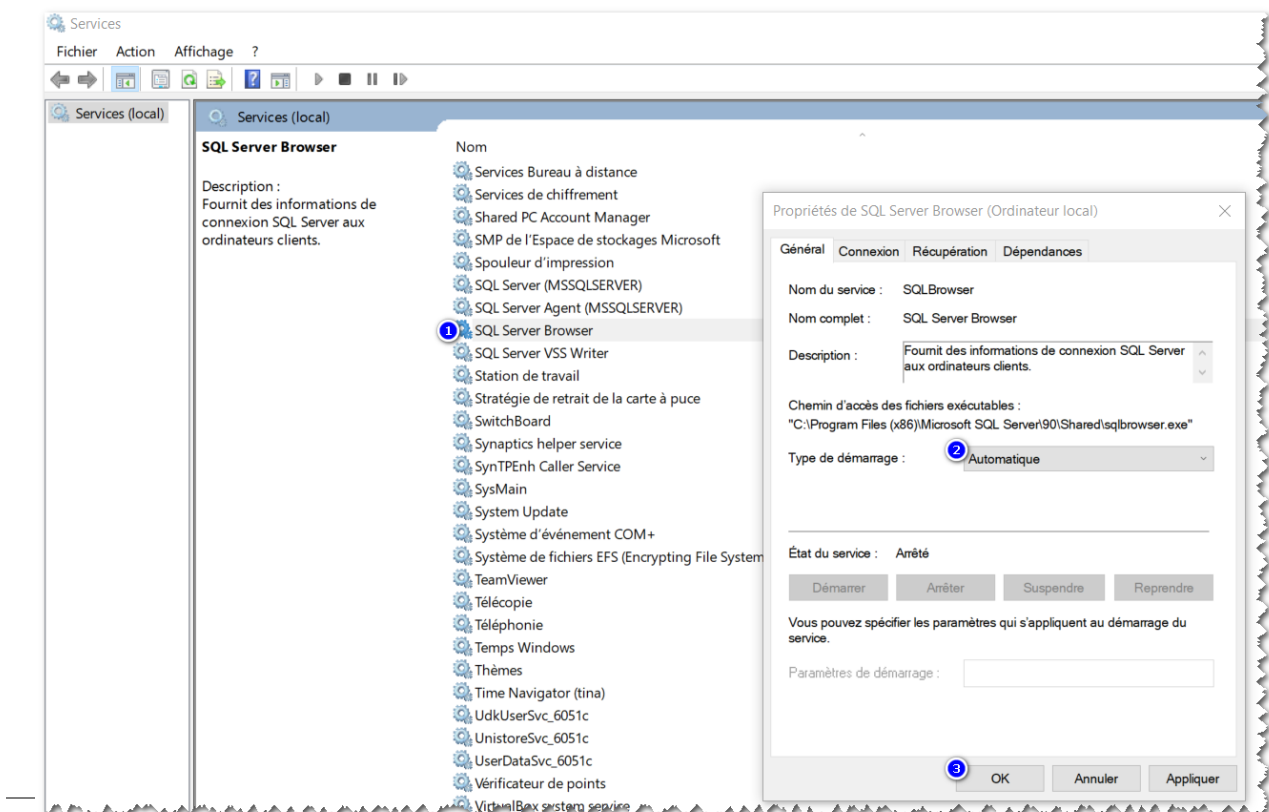 Services
Fichier Action Affichage ?
Services (local)
Services (local)
SQL Server Browser
Description :
Fournit des informations de
connexion SQL Server aux
ordinateurs clients.
Nom
Services Bureau à distance
Services de chiffrement
Shared PC Account Manager
SMP de l'Espace de stockages Microsoft
Spouleur d'impression
SQL Server (MSSQLSERVER)
SQL Server Agent (MSSQLSERVER)
1 SQL Server Browser
SQL Server VSS Writer
Station de travail
Stratégie de retrait de la carte à puce
SwitchBoard
Synaptics helper service
SynTPEnh Caller Service
SysMain
System Update
Système d'événement COM+
Système de fichiers EFS (Encrypting File System
TeamViewer
Télécopie
Téléphonie
Temps Windows
Thèmes
Time Navigator (tina)
UdkUserSvc_6051c
UnistoreSvc_6051c
UserDataSvc_6051c
Vérificateur de points
VirtualBox system service
Propriétés de SQL Server Browser (Ordinateur local)
Général Connexion Récupération Dépendances
Nom du service : SQLBrowser
Nom complet : SQL Server Browser
Description : Fournit des informations de connexion SQL Server
aux ordinateurs clients.
Chemin d'accès des fichiers exécutables :
"C:\Program Files (x86)\Microsoft SQL Server\90\Shared\sqlbrowser.exe"
Type de démarrage : 2 Automatique
État du service : Arrêté
Démarrer Arrêter Suspendre Reprendre
Vous pouvez spécifier les paramètres qui s'appliquent au démarrage du
service.
Paramètres de démarrage :
3 OK Annuler Appliquer